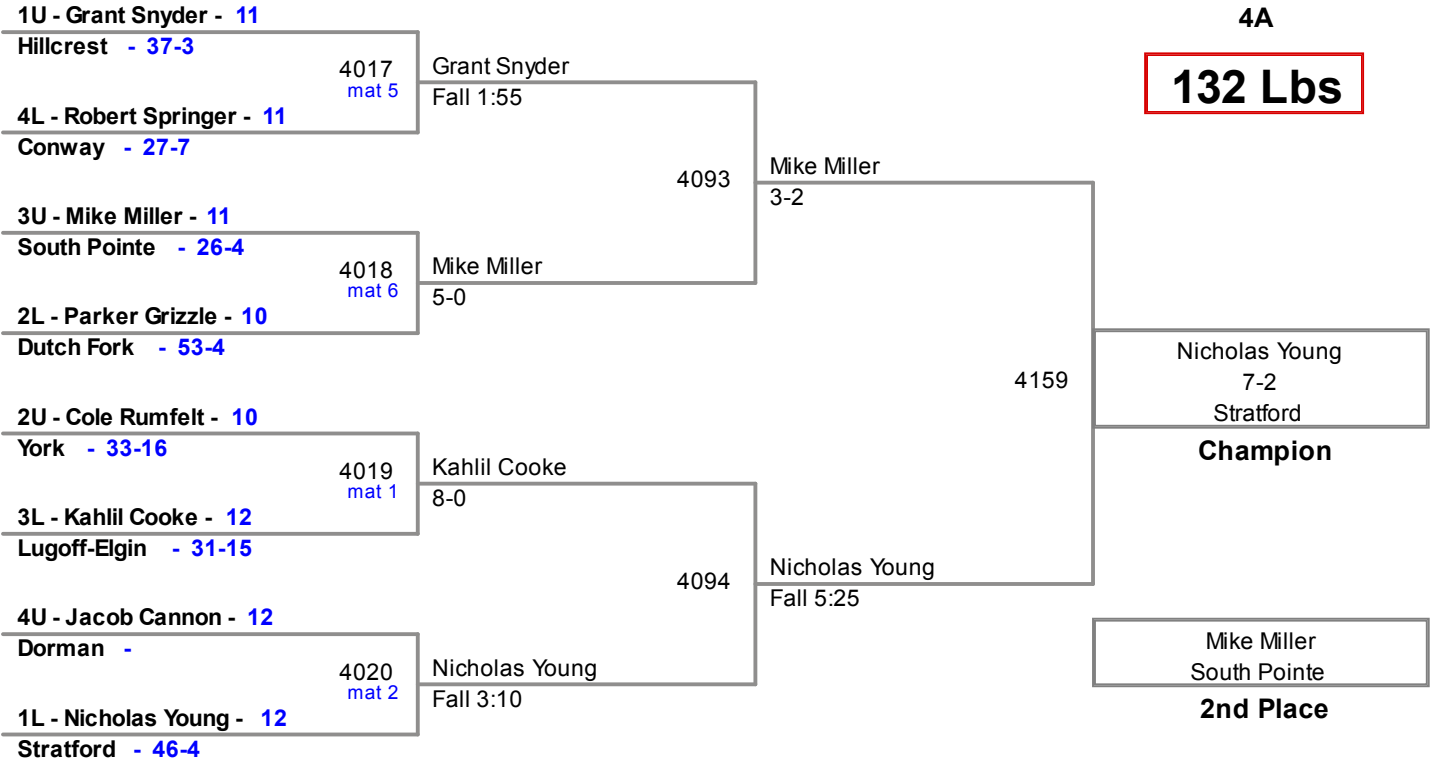 1U - Grant Snyder - 11
Hillcrest - 37-3
4017
mat 5
4L - Robert Springer - 11
Conway - 27-7
3U - Mike Miller - 11
South Pointe - 26-4
4018
mat 6
2L - Parker Grizzle - 10
Dutch Fork - 53-4
2U - Cole Rumfelt - 10
York - 33-16
4019
mat 1
3L - Kahlil Cooke - 12
Lugoff-Elgin - 31-15
4U - Jacob Cannon - 12
Dorman -
4020
mat 2
1L - Nicholas Young - 12
Stratford - 46-4
Grant Snyder
Fall 1:55
4093
Mike Miller
5-0
Kahlil Cooke
8-0
4094
Nicholas Young
Fall 3:10
Mike Miller
3-2
4159
Nicholas Young
Fall 5:25
4A
132 Lbs
Nicholas Young
7-2
Stratford
Champion
Mike Miller
South Pointe
2nd Place